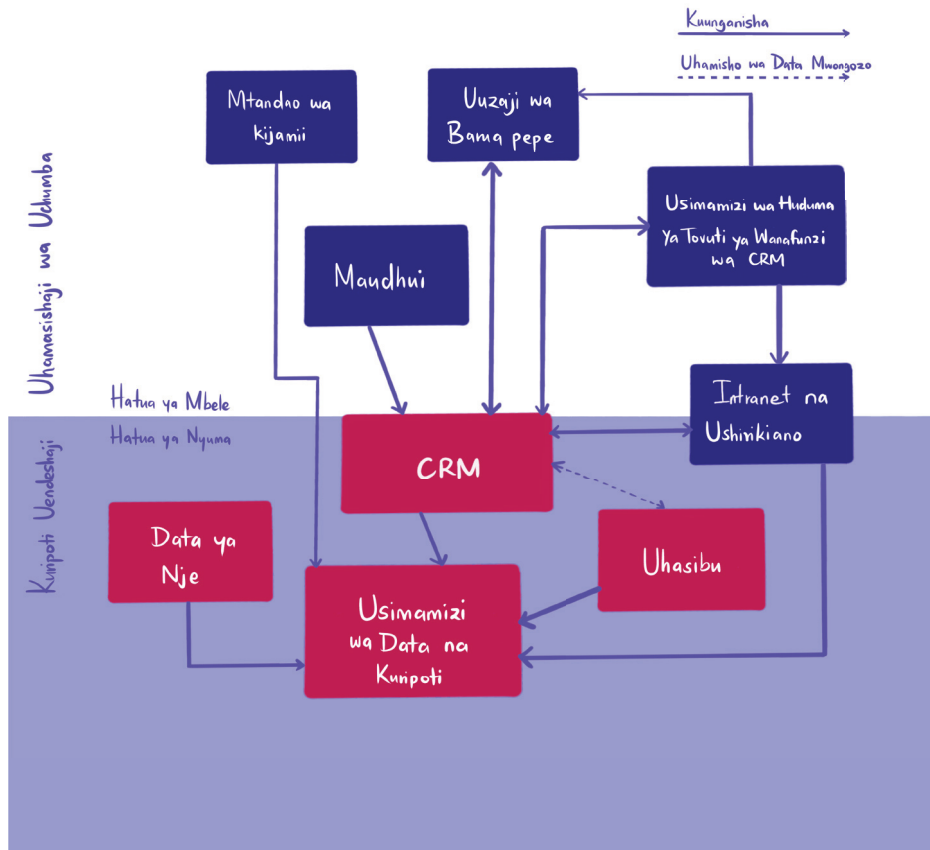 Kuunganisha
Uhamisho wa Data Mwongozo
Mtandao wa
kijamii
Uuzaji wa
Bama pepe
Usimamizi wa Huduma
ya Tovuti ya Wanafunzi
wa CRM
Maudhui
Uhamasishaji wa Uchumba
Intranet na
Ushirikiano
Hatua ya Mbele
Hatua ya Nyuma
CRM
Kuripoti Uendeshaji
Data ya
Nje
Uhasibu
Usimamizi
wa Data na
Kuripoti